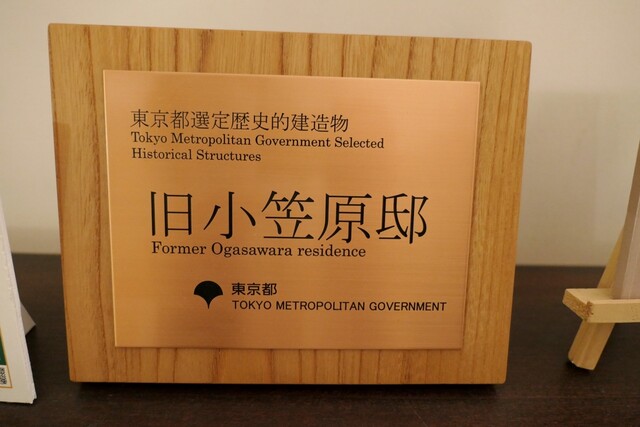 東京都選定歴史的建造物
Tokyo Metropolitan Government Selected
Historical Structures
旧小笠原邸
Former Ogasawara residence
東京都
TOKYO METROPOLITAN GOVERNMENT